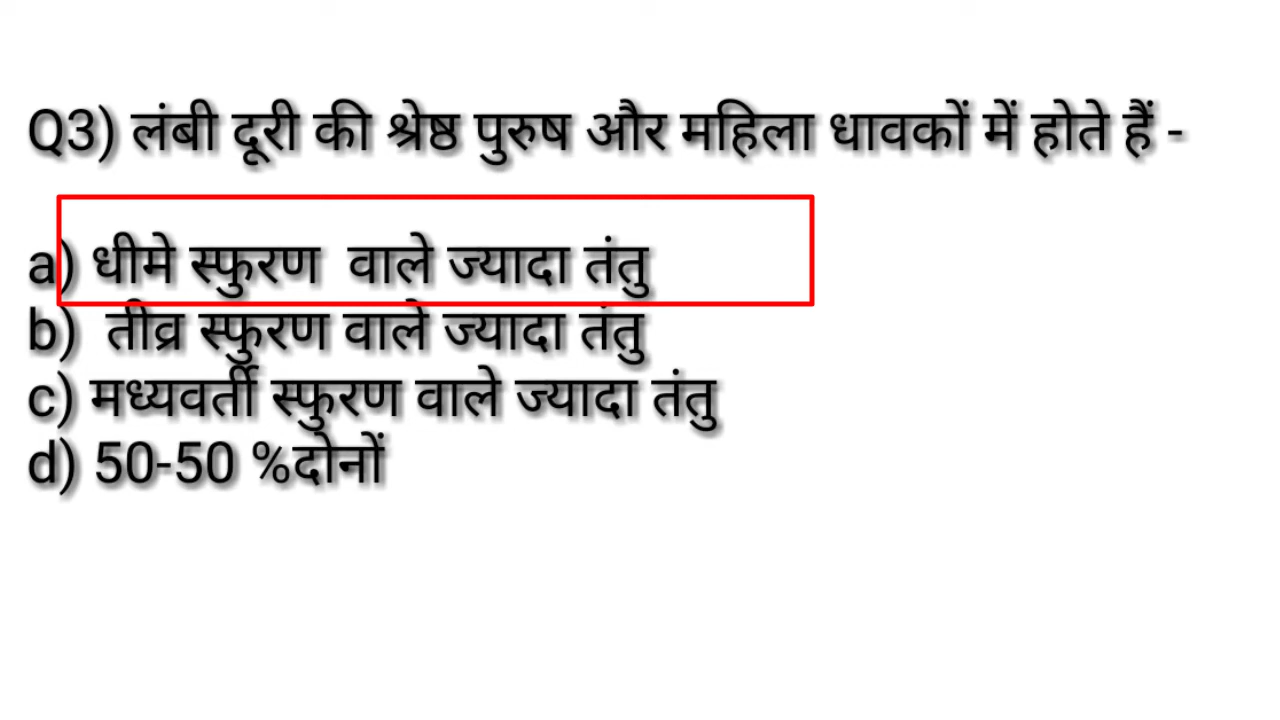 Q3) लंबी दूरी की श्रेष्ठ पुरुष और महिला धावकों में होते हैं -
a) धीमे स्फुरण वाले ज्यादा तंतु
b) तीव्र स्फुरण वाले ज्यादा तंतु
c) मध्यवर्ती स्फुरण वाले ज्यादा तंतु
d) 50-50 %दोनों